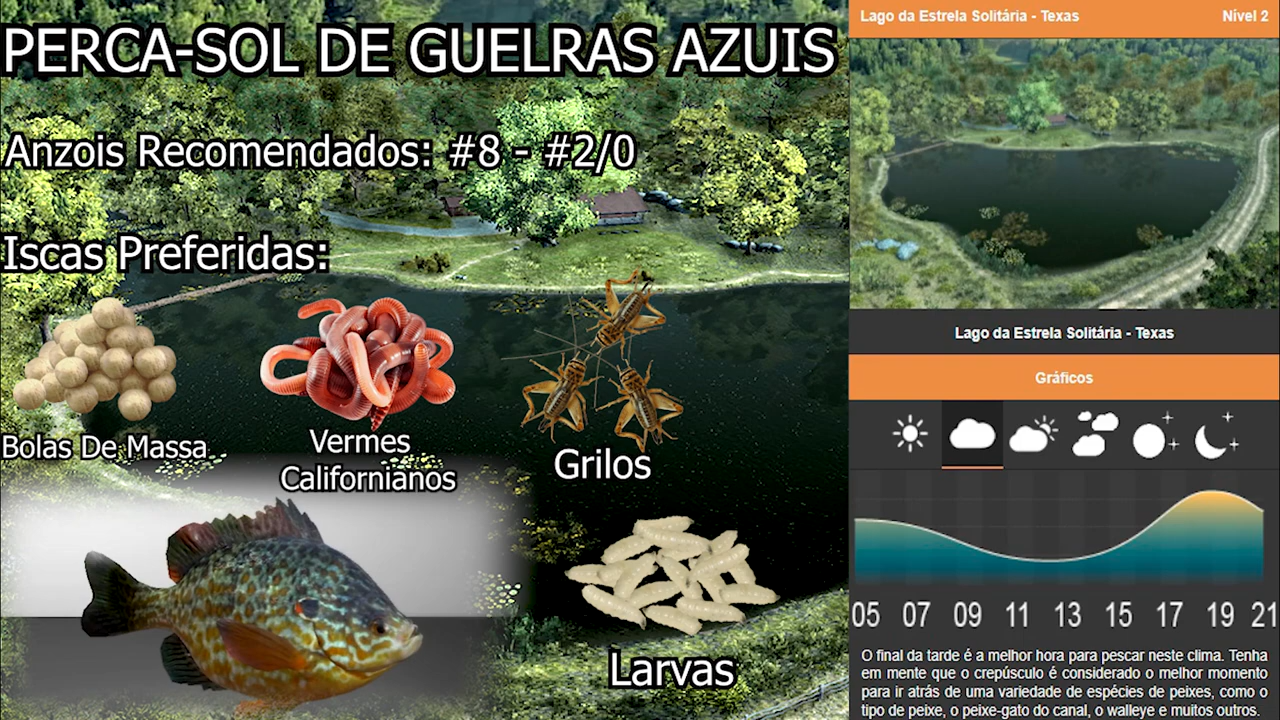 PERCA-SOL DE GUELRAS AZUIS
Anzois Recomendados: #8 - #2/0
Iscas Preferidas:
Bolas De Massa
Vermes
Californianos
Grilos
Larvas
Lago da Estrela Solitária - Texas
Nível 2
Lago da Estrela Solitária - Texas
Gráficos
05 07 09 11 13 15 17 19 21
O final da tarde é a melhor hora para pescar neste clima. Tenha
em mente que o crepúsculo é considerado o melhor momento
para ir atrás de uma variedade de espécies de peixes, como o
tipo de peixe, o peixe-gato do canal, o walleye e muitos outros.